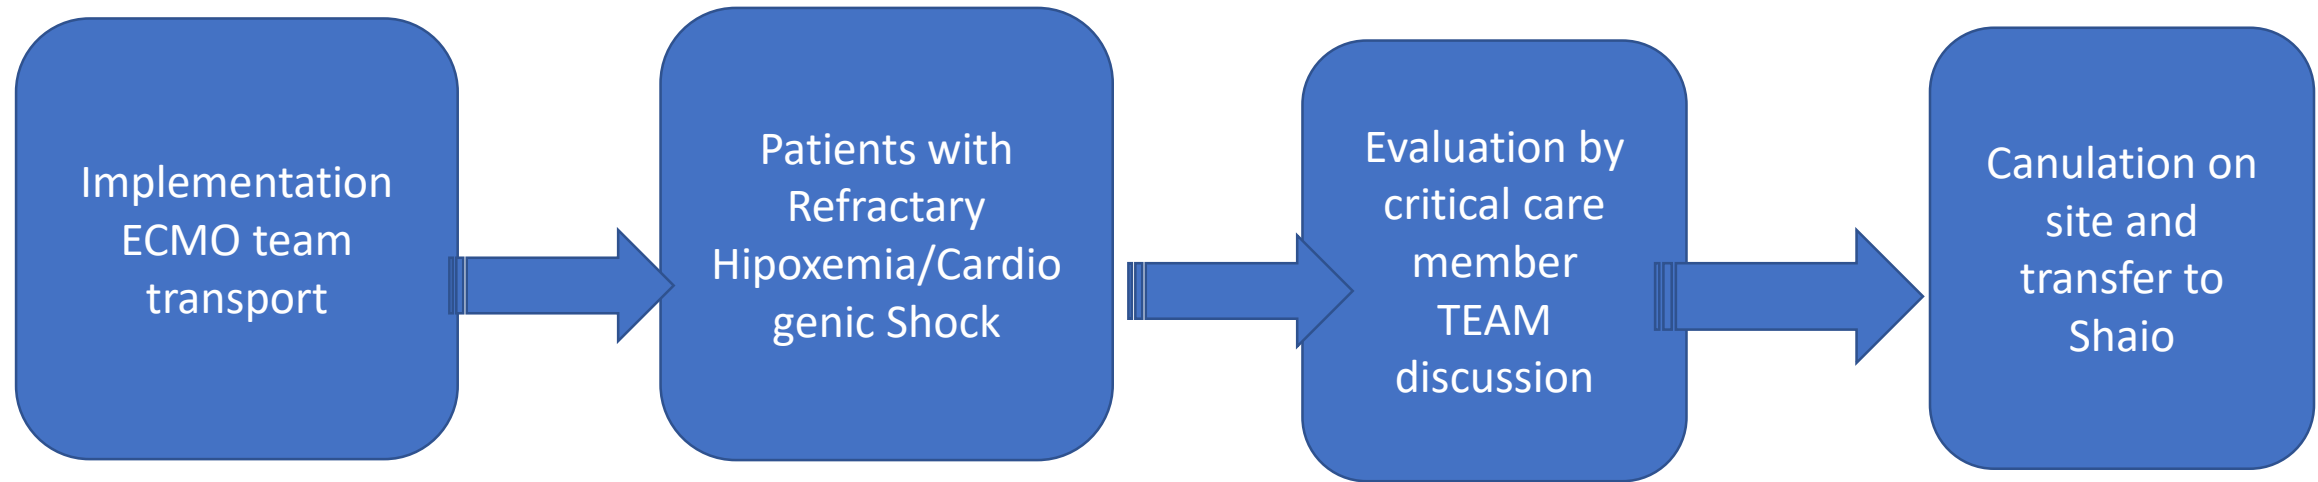 Implementation
ECMO team
transport
Patients with
Refractary
Hipoxemia/Cardio
genic Shock
Evaluation by
critical care
member
TEAM
discussion
Canulation on
site and
transfer to
Shaio